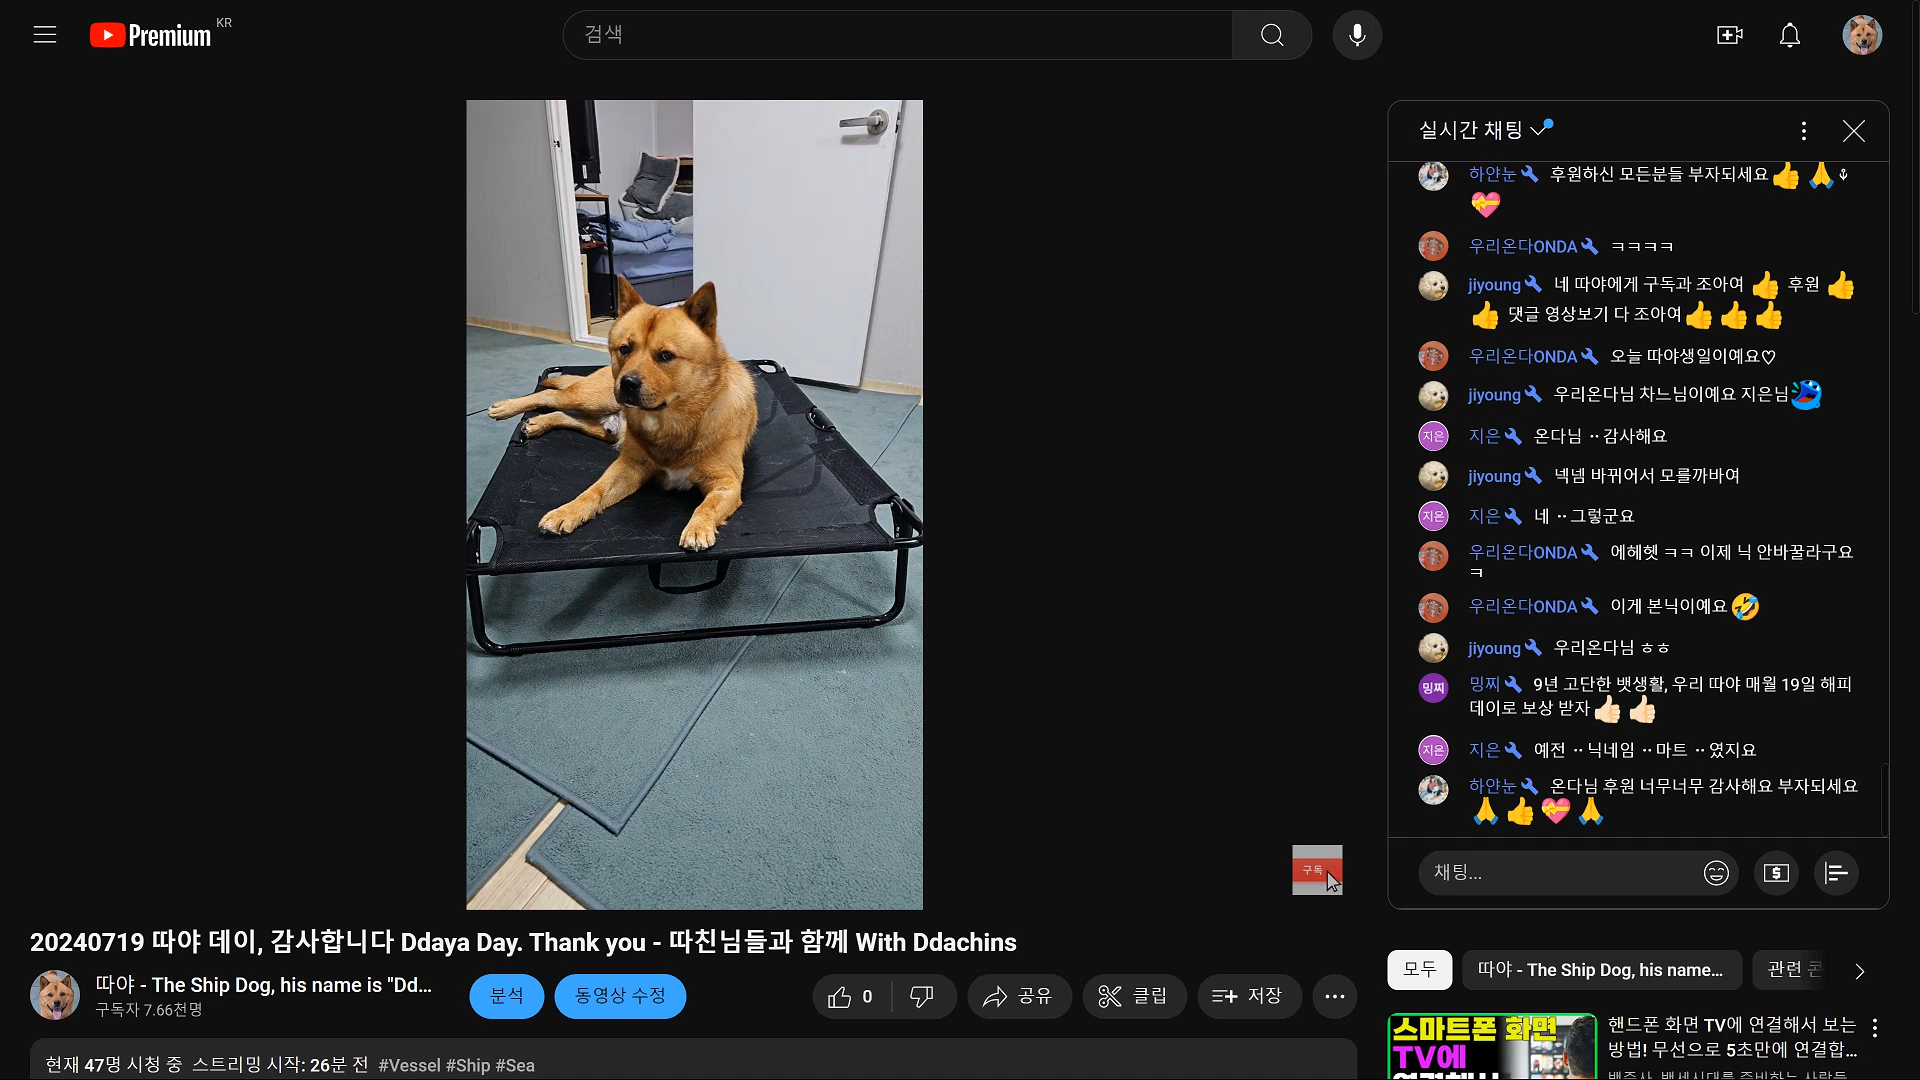 Premium KR
검색
실시간 채팅
하얀눈 후원하신 모든분들 부자되세요👍🙏⚓
💝
우리온다ONDA ㅋㅋㅋㅋ
jiyoung 네 따야에게 구독과 조아여 👍 후원 👍
👍 댓글 영상보기 다 조아여👍👍👍
우리온다ONDA 오늘 따야생일이예요♡
jiyoung 우리온다님 차느님이예요 지은님
지은 지은 온다님 ··감사해요
jiyoung 넥넴 바뀌어서 모를까바여
지은 지은 네 ··그렇군요
우리온다ONDA 에헤헷 ㅋㅋ 이제 닉 안바꿀라구요
ㅋ
우리온다ONDA 이게 본닉이예요🤣
jiyoung 우리온다님 ㅎㅎ
밍찌 밍찌 9년 고단한 뱃생활, 우리 따야 매월 19일 해피
데이로 보상 받자👍🏻👍🏻
지은 지은 예전 ··닉네임 ··마트 ··였지요
하얀눈 온다님 후원 너무너무 감사해요 부자되세요
🙏👍💝🙏
구독
채팅...
20240719 따야 데이, 감사합니다 Ddaya Day. Thank you - 따친님들과 함께 With Ddachins
따야 - The Ship Dog, his name is "Dd...
구독자 7.66천명
분석
동영상 수정
0
공유
클립
저장
모두
따야 - The Ship Dog, his name...
관련
현재 47명 시청 중 스트리밍 시작: 26분 전 #Vessel #Ship #Sea
스마트폰 화면
TV에
핸드폰 화면 TV에 연결해서 보는
방법! 무선으로 5초만에 연결합...